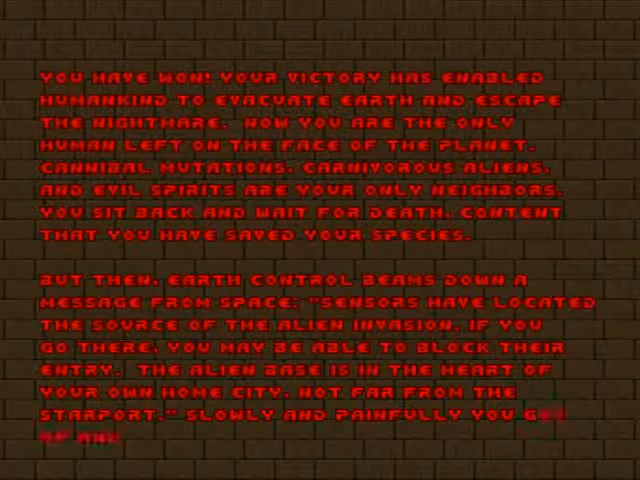 YOU HAVE WON! YOUR VICTORY HAS ENABLED
HUMANKIND TO EVACUATE EARTH AND ESCAPE
THE NIGHTMARE. NOW YOU ARE THE ONLY
HUMAN LEFT ON THE FACE OF THE PLANET.
CANNIBAL MUTATIONS, CARNIVOROUS ALIENS,
AND EVIL SPIRITS ARE YOUR ONLY NEIGHBORS.
YOU SIT BACK AND WAIT FOR DEATH, CONTENT
THAT YOU HAVE SAVED YOUR SPECIES.
BUT THEN, EARTH CONTROL BEAMS DOWN A
MESSAGE FROM SPACE: "SENSORS HAVE LOCATED
THE SOURCE OF THE ALIEN INVASION. IF YOU
GO THERE, YOU MAY BE ABLE TO BLOCK THEIR
ENTRY. THE ALIEN BASE IS IN THE HEART OF
YOUR OWN HOME CITY, NOT FAR FROM THE
STARPORT." SLOWLY AND PAINFULLY YOU GET
UP AND